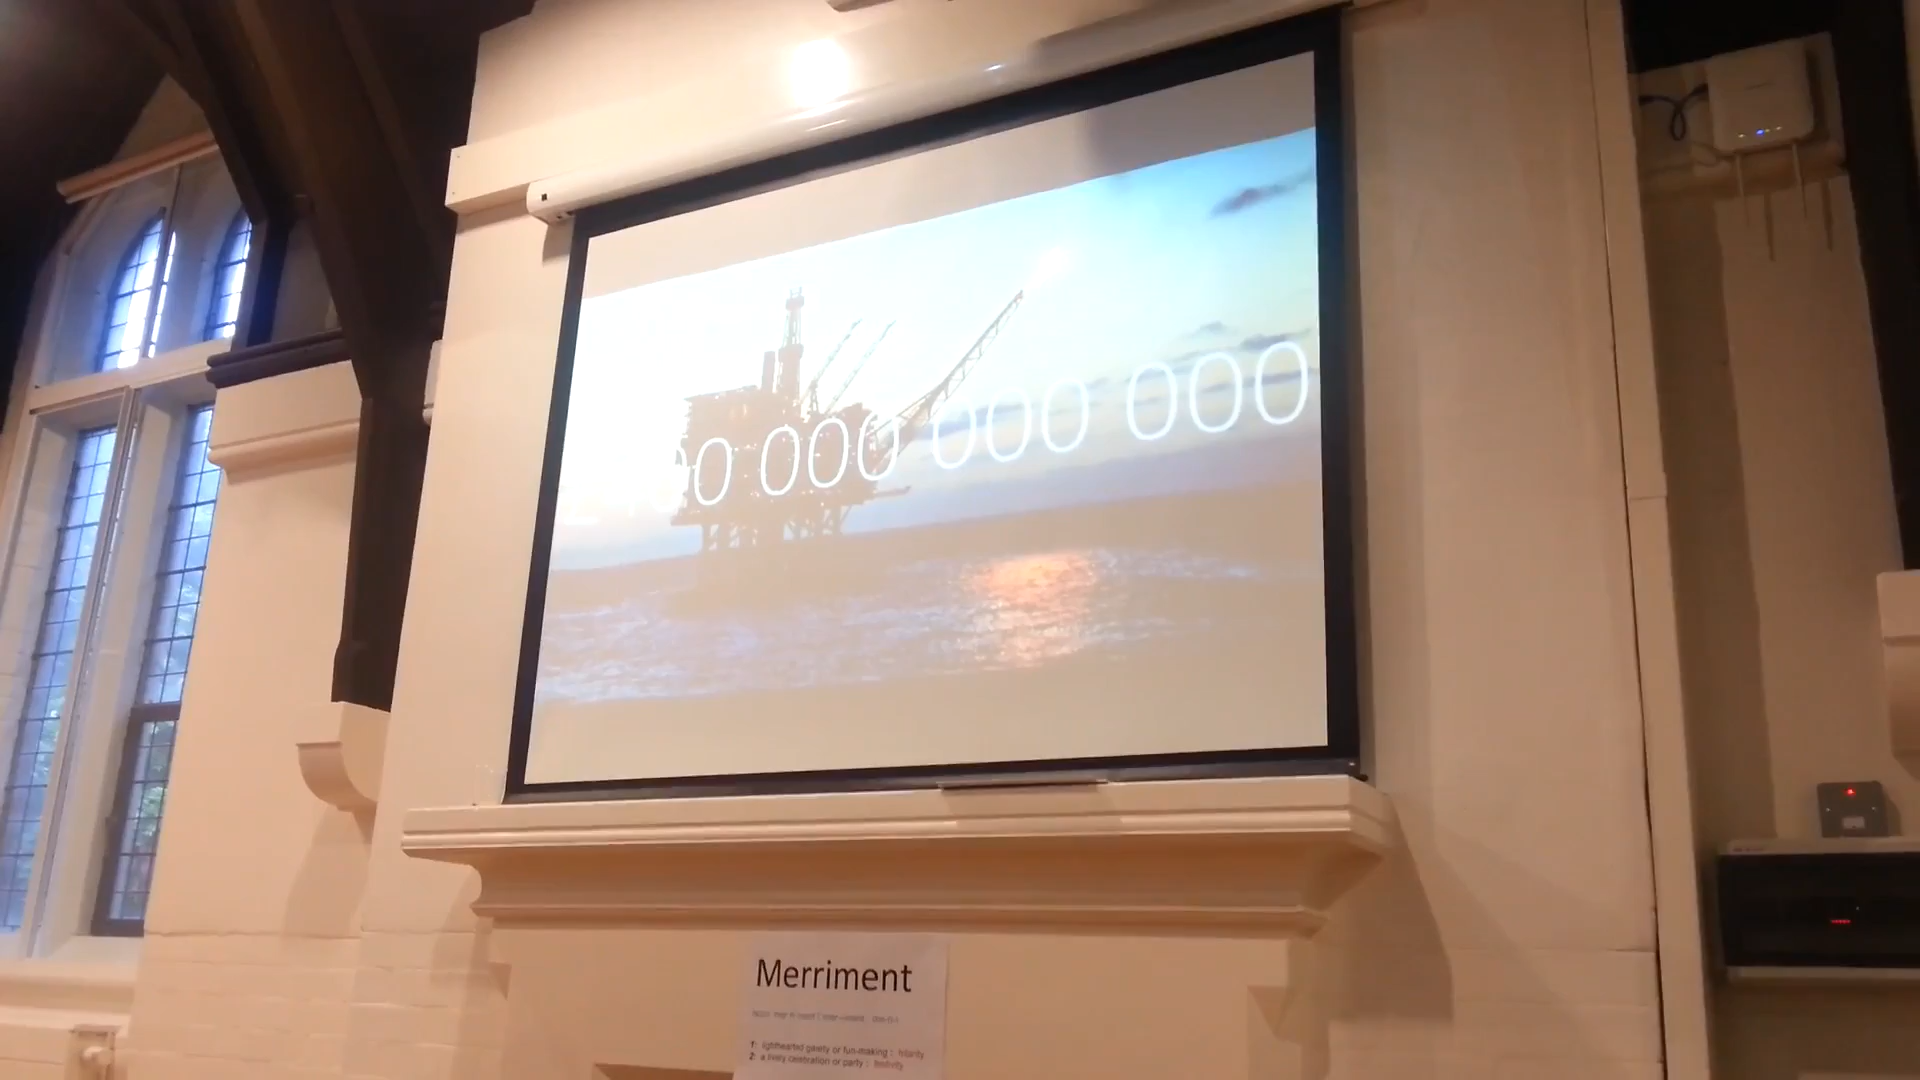 00 000 000 000
Merriment
1: lighthearted gaiety or fun-making : hilarity
2: a lively celebration or party : festivity